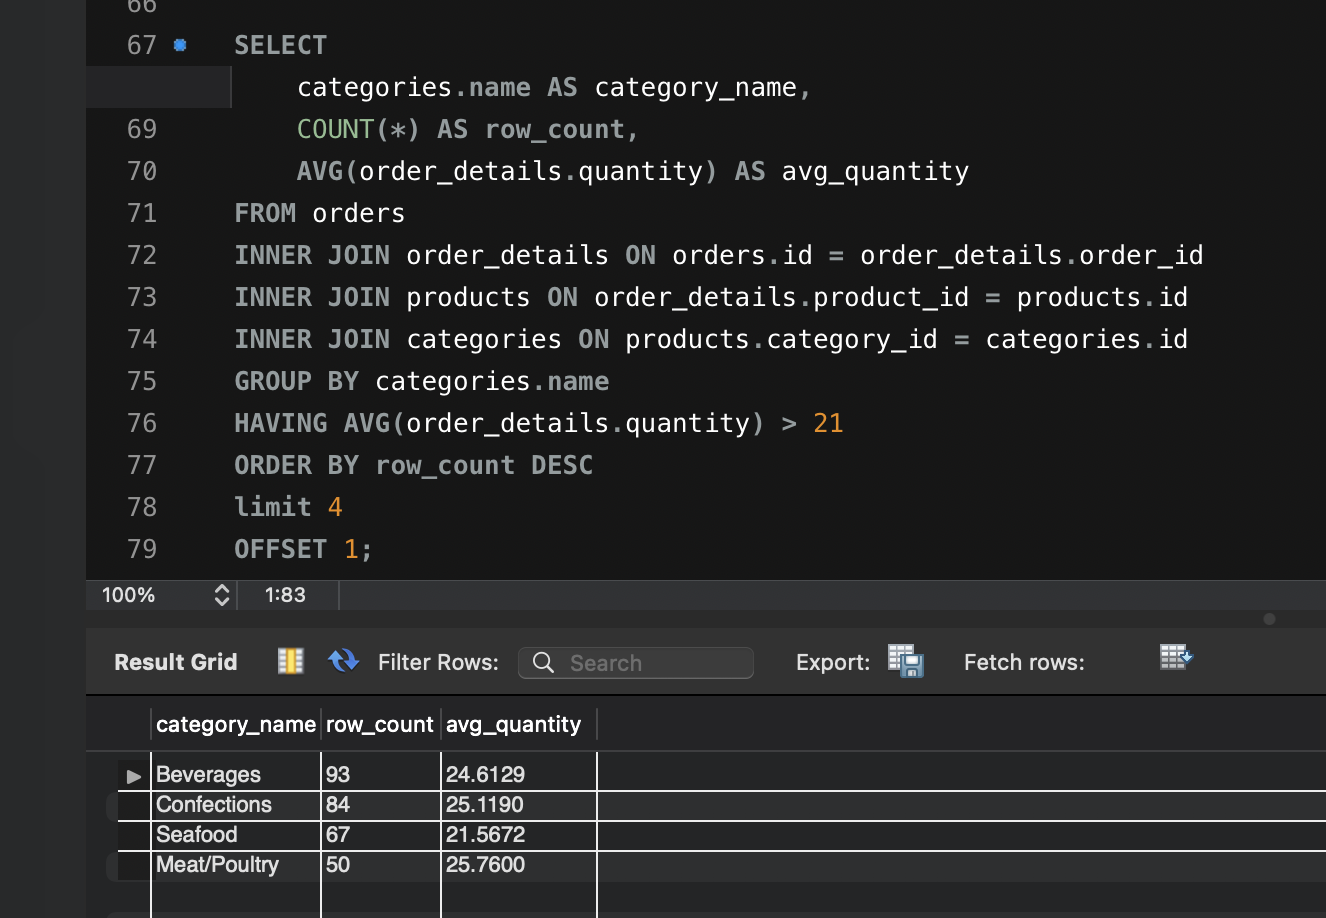 66
67 SELECT
categories.name AS category_name,
69 COUNT(*) AS row_count,
70 AVG(order_details.quantity) AS avg_quantity
71 FROM orders
72 INNER JOIN order_details ON orders.id = order_details.order_id
73 INNER JOIN products ON order_details.product_id = products.id
74 INNER JOIN categories ON products.category_id = categories.id
75 GROUP BY categories.name
76 HAVING AVG(order_details.quantity) > 21
77 ORDER BY row_count DESC
78 limit 4
79 OFFSET 1;
100% 1:83
Result Grid Filter Rows: Search Export: Fetch rows:
category_name row_count avg_quantity
Beverages 93 24.6129
Confections 84 25.1190
Seafood 67 21.5672
Meat/Poultry 50 25.7600